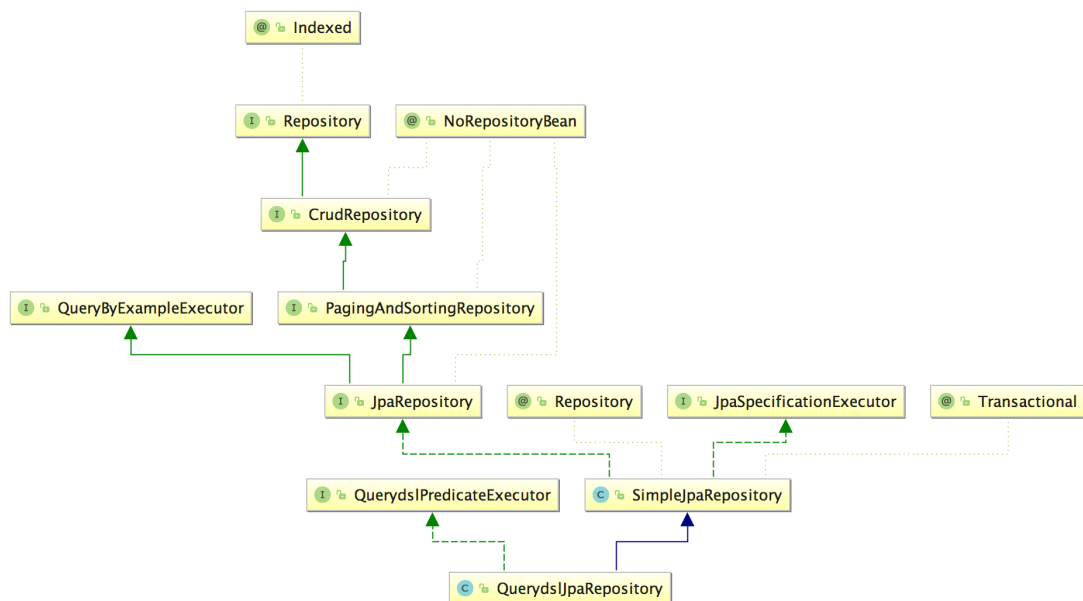 @ Indexed
I Repository
@ NoRepositoryBean
I CrudRepository
I QueryByExampleExecutor
I PagingAndSortingRepository
I JpaRepository
@ Repository
I JpaSpecificationExecutor
@ Transactional
I QuerydslPredicateExecutor
C SimpleJpaRepository
C QuerydslJpaRepository